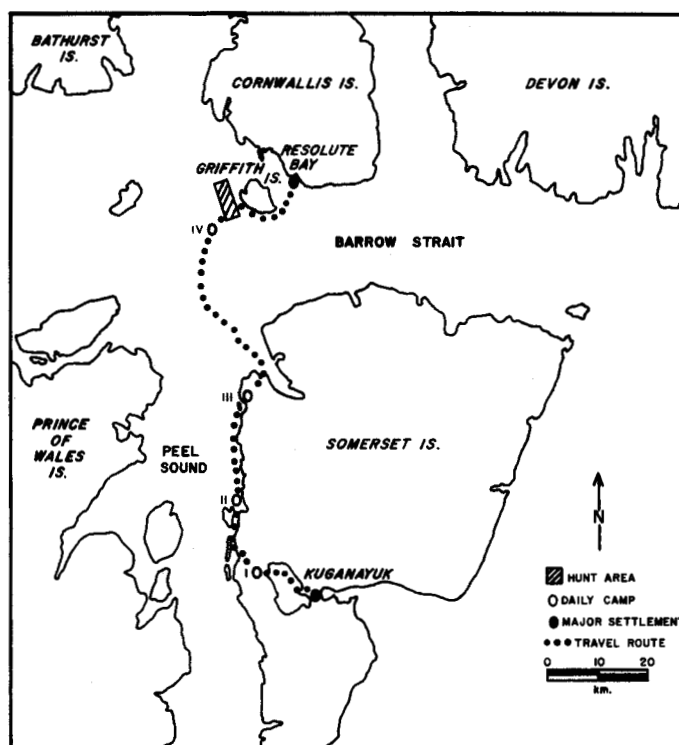 BATHURST
IS.
CORNWALLIS IS.
DEVON IS.
RESOLUTE
BAY
GRIFFITH
IS.
IV
BARROW STRAIT
III
PRINCE
OF
WALES
IS.
PEEL
SOUND
SOMERSET IS.
II
N
I
KUGANAYUK
HUNT AREA
DAILY CAMP
MAJOR SETTLEMENT
TRAVEL ROUTE
0 10 20
km.